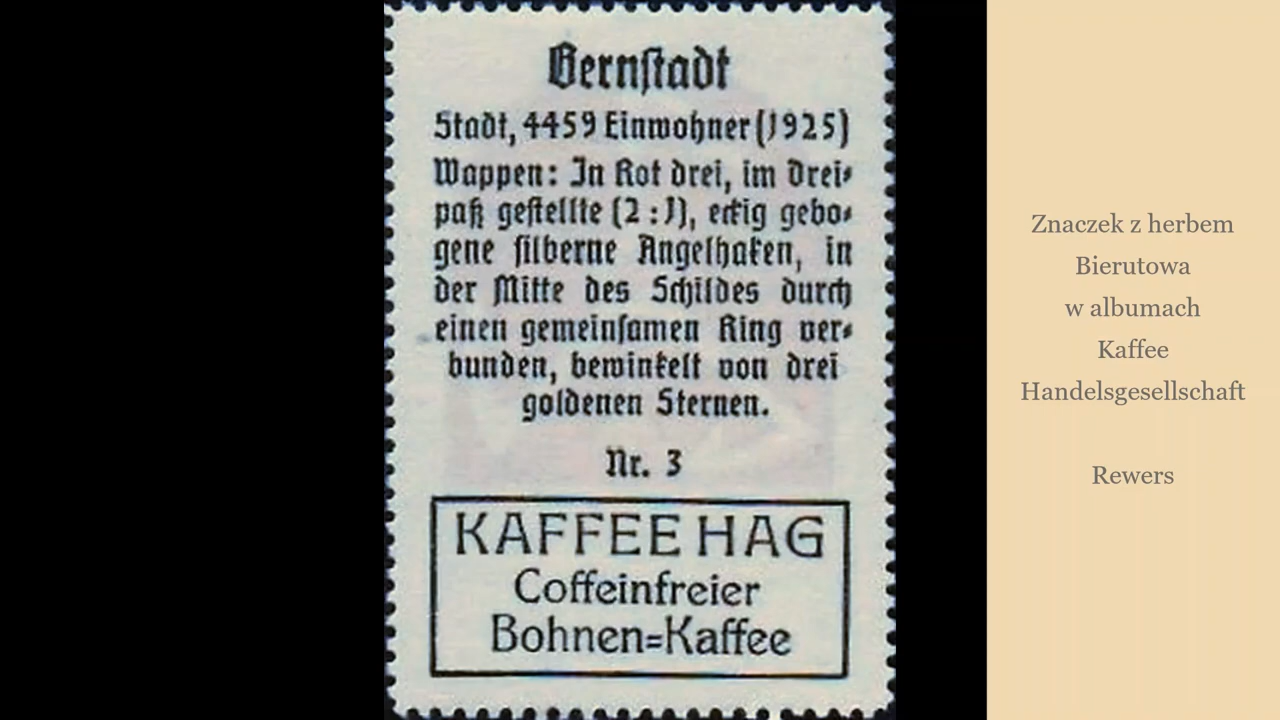 Bernstadt
Stadt, 4459 Einwohner (1925)
Wappen: In Rot drei, im Drei-
paß gestellte (2:1), eckig gebo-
gene silberne Angelhaken, in
der Mitte des Schildes durch
einen gemeinsamen Ring ver-
bunden, bewinkelt von drei
goldenen Sternen.
Nr. 3
KAFFEE HAG
Coffeinfreier
Bohnen=Kaffee
Znaczek z herbem
Bierutowa
w albumach
Kaffee
Handelsgesellschaft
Rewers